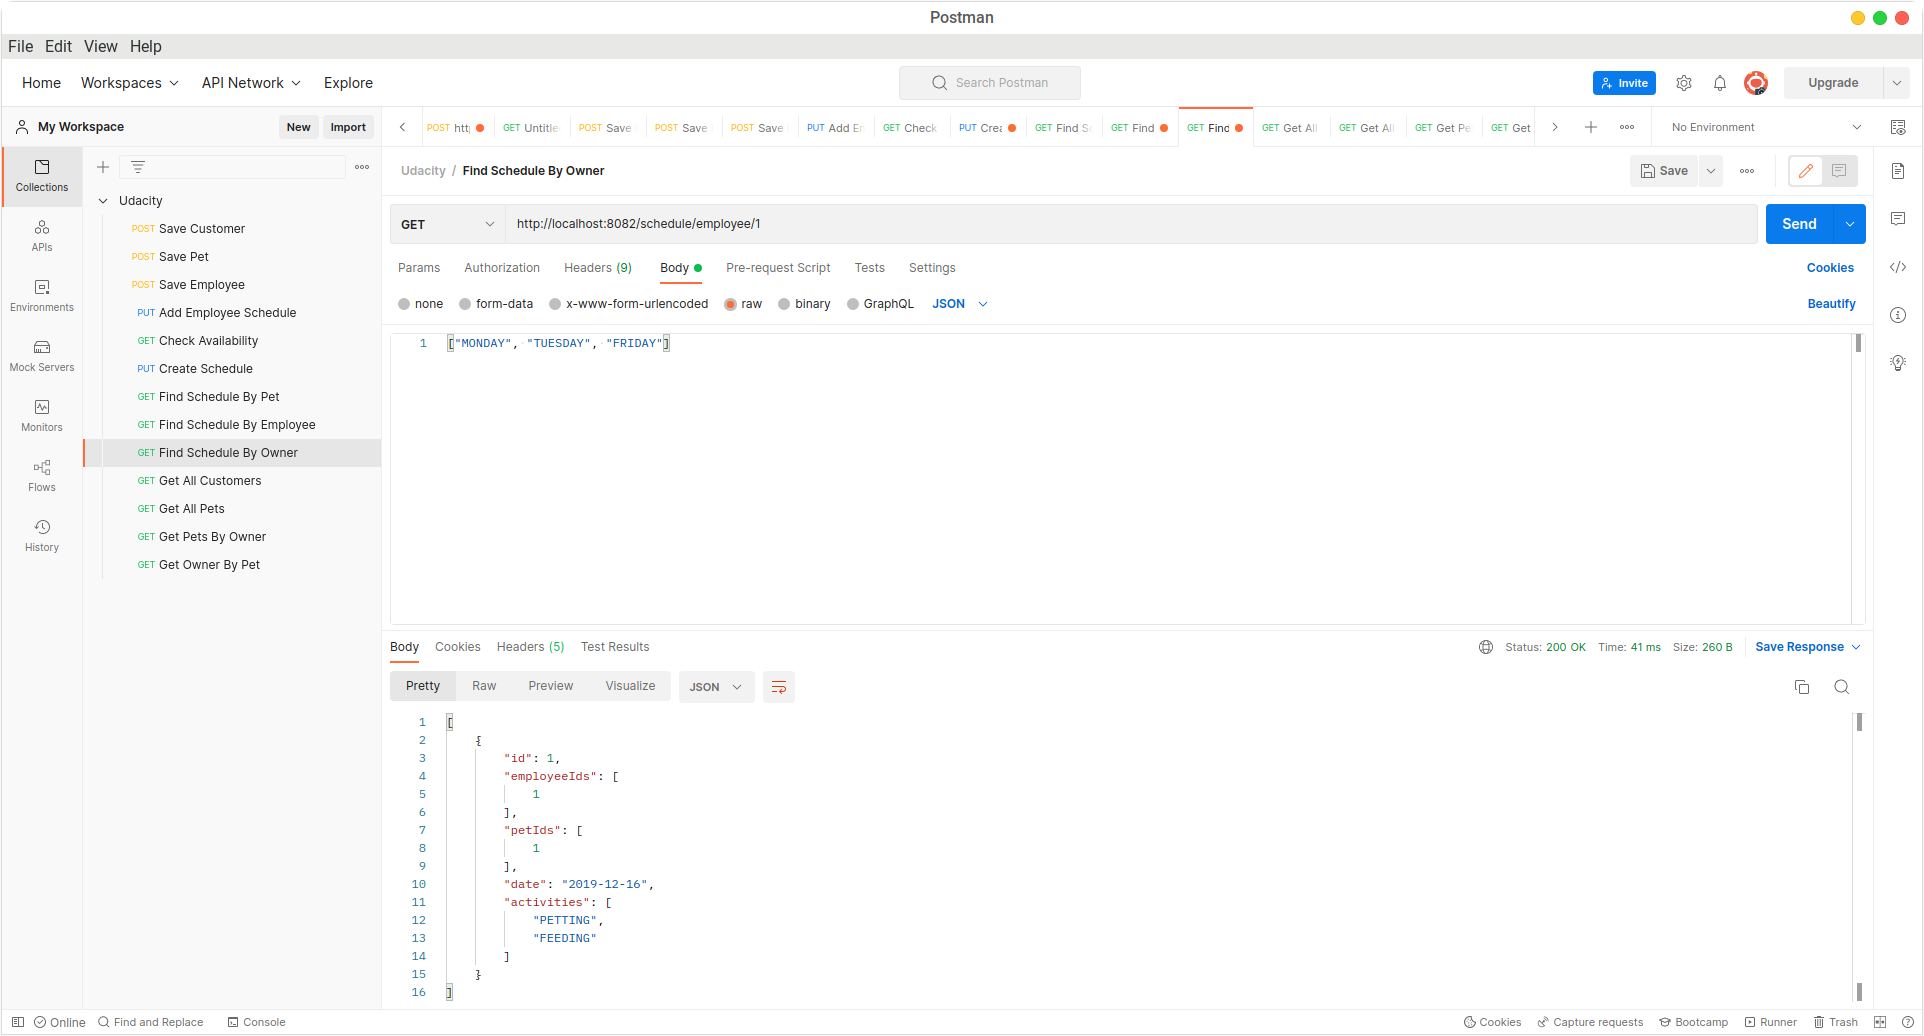 Postman
File Edit View Help
Home Workspaces API Network Explore
Search Postman
Invite
Upgrade
My Workspace
New Import
POST htt
GET Untitle
POST Save
POST Save
POST Save
PUT Add E
GET Check
PUT Crea
GET Find S
GET Find
GET Find
GET Get Al
GET Get Al
GET Get Pe
GET Get
No Environment
Collections
APIs
Environments
Mock Servers
Monitors
Flows
History
Udacity
POST Save Customer
POST Save Pet
POST Save Employee
PUT Add Employee Schedule
GET Check Availability
PUT Create Schedule
GET Find Schedule By Pet
GET Find Schedule By Employee
GET Find Schedule By Owner
GET Get All Customers
GET Get All Pets
GET Get Pets By Owner
GET Get Owner By Pet
Udacity / Find Schedule By Owner
Save
GET http://localhost:8082/schedule/employee/1
Send
Params Authorization Headers (9) Body Pre-request Script Tests Settings
Cookies
none form-data x-www-form-urlencoded raw binary GraphQL JSON
Beautify
1 ["MONDAY", "TUESDAY", "FRIDAY"]
Body Cookies Headers (5) Test Results
Status: 200 OK Time: 41 ms Size: 260 B Save Response
Pretty Raw Preview Visualize JSON
1 [
2 {
3 "id": 1,
4 "employeeIds": [
5 1
6 ],
7 "petIds": [
8 1
9 ],
10 "date": "2019-12-16",
11 "activities": [
12 "PETTING",
13 "FEEDING"
14 ]
15 }
16 ]
Online Find and Replace Console
Cookies Capture requests Bootcamp Runner Trash